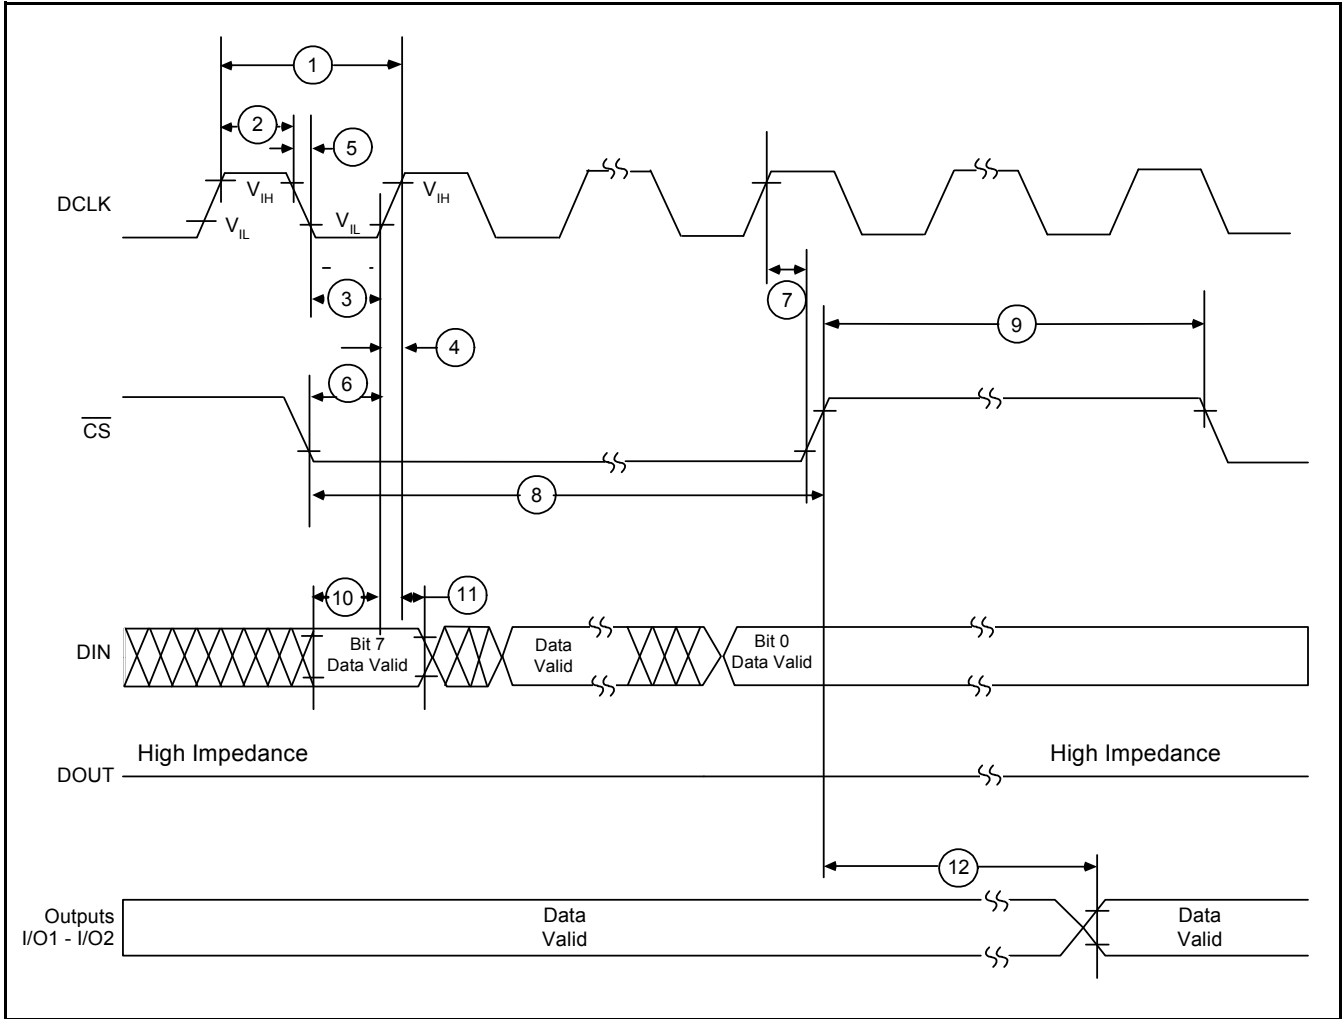 1
2
5
DCLK
V_IH
V_IL
V_IL
V_IH
3
7
9
4
6
CS
8
10
11
DIN
Bit 7
Data Valid
Data
Valid
Bit 0
Data Valid
High Impedance
High Impedance
DOUT
12
Outputs
I/O1 - I/O2
Data
Valid
Data
Valid